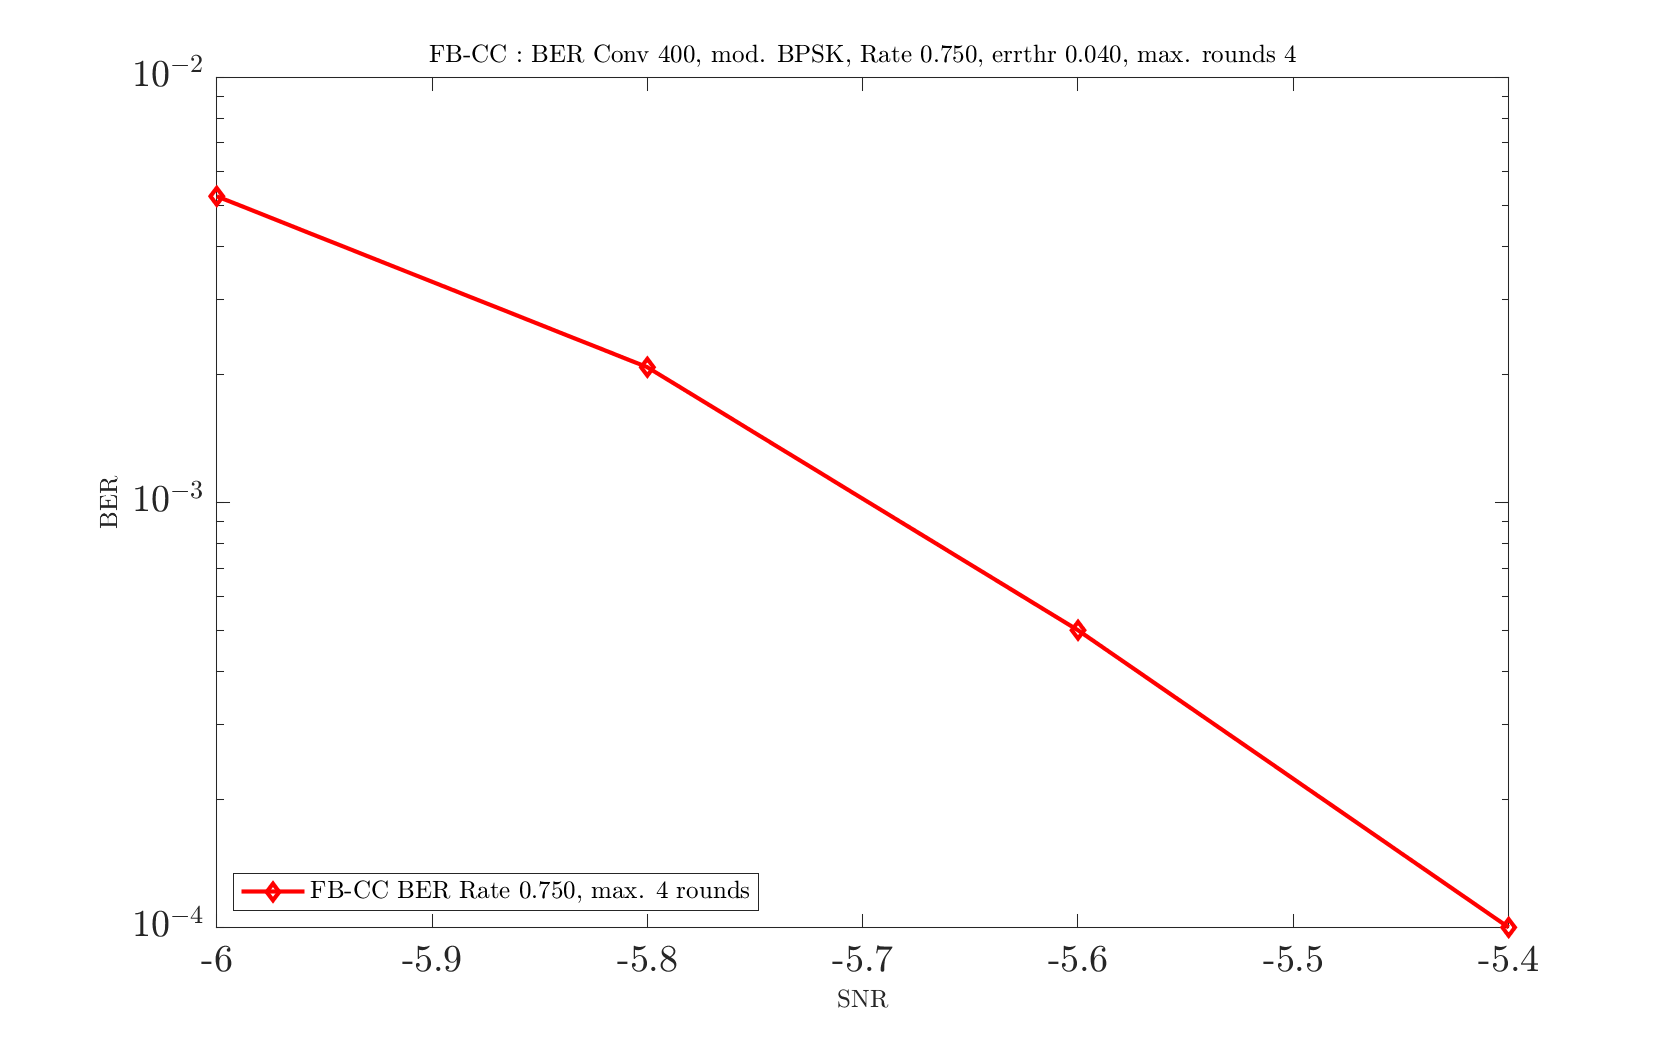 FB-CC : BER Conv 400, mod. BPSK, Rate 0.750, errthr 0.040, max. rounds 4
10^{-2}
10^{-3}
10^{-4}
BER
FB-CC BER Rate 0.750, max. 4 rounds
-6 -5.9 -5.8 -5.7 -5.6 -5.5 -5.4
SNR